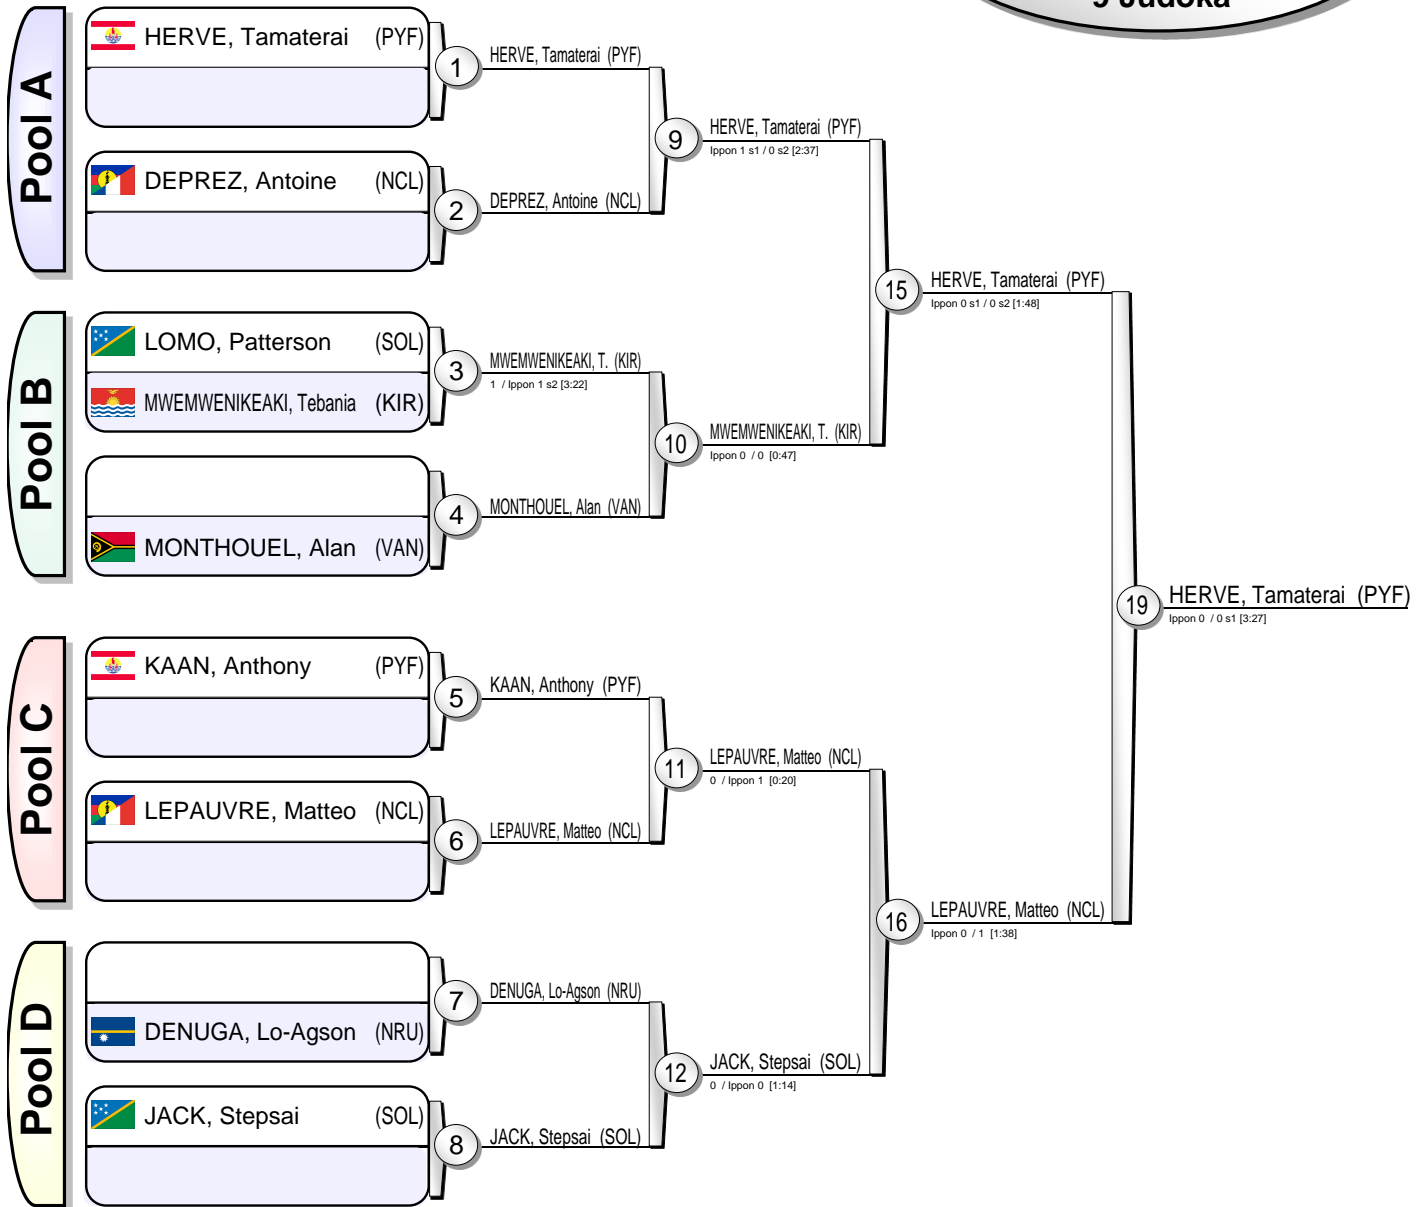 9 Judoka
Pool A
HERVE, Tamaterai (PYF)
1
HERVE, Tamaterai (PYF)
DEPREZ, Antoine (NCL)
2
DEPREZ, Antoine (NCL)
9
HERVE, Tamaterai (PYF)
Ippon 1 s1 / 0 s2 [2:37]
Pool B
LOMO, Patterson (SOL)
MWEMWENIKEAKI, Tebania (KIR)
3
MWEMWENIKEAKI, T. (KIR)
1 / Ippon 1 s2 [3:22]
MONTHOUEL, Alan (VAN)
4
MONTHOUEL, Alan (VAN)
10
MWEMWENIKEAKI, T. (KIR)
Ippon 0 / 0 [0:47]
15
HERVE, Tamaterai (PYF)
Ippon 0 s1 / 0 s2 [1:48]
Pool C
KAAN, Anthony (PYF)
5
KAAN, Anthony (PYF)
LEPAUVRE, Matteo (NCL)
6
LEPAUVRE, Matteo (NCL)
11
LEPAUVRE, Matteo (NCL)
0 / Ippon 1 [0:20]
Pool D
DENUGA, Lo-Agson (NRU)
7
DENUGA, Lo-Agson (NRU)
JACK, Stepsai (SOL)
8
JACK, Stepsai (SOL)
12
JACK, Stepsai (SOL)
0 / Ippon 0 [1:14]
16
LEPAUVRE, Matteo (NCL)
Ippon 0 / 1 [1:38]
19
HERVE, Tamaterai (PYF)
Ippon 0 / 0 s1 [3:27]